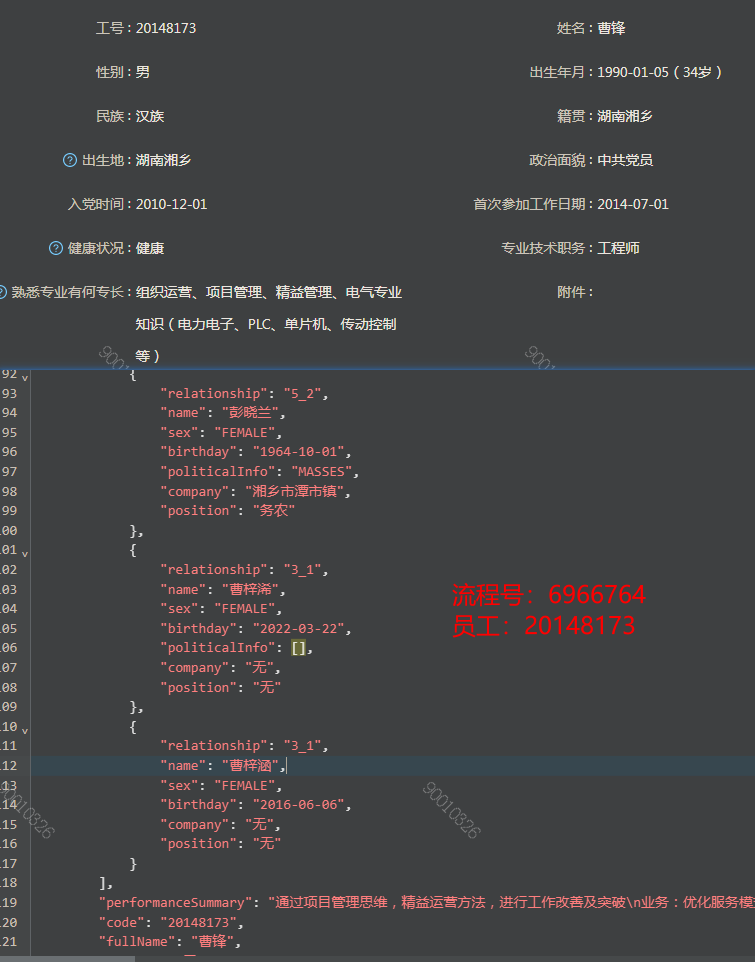 工号：20148173 姓名：曹锋
性别：男 出生年月：1990-01-05（34岁）
民族：汉族 籍贯：湖南湘乡
? 出生地：湖南湘乡 政治面貌：中共党员
入党时间：2010-12-01 首次参加工作日期：2014-07-01
? 健康状况：健康 专业技术职务：工程师
? 熟悉专业有何专长：组织运营、项目管理、精益管理、电气专业 附件：
知识（电力电子、PLC、单片机、传动控制
等）
9001
9001
92 {
93 "relationship": "5_2",
94 "name": "彭晓兰",
95 "sex": "FEMALE",
96 "birthday": "1964-10-01",
97 "politicalInfo": "MASSES",
98 "company": "湘乡市潭市镇",
99 "position": "务农"
00 },
01 {
02 "relationship": "3_1",
03 "name": "曹梓浠",
04 "sex": "FEMALE",
05 "birthday": "2022-03-22",
06 "politicalInfo": [],
07 "company": "无",
08 "position": "无"
09 },
10 {
11 "relationship": "3_1",
12 "name": "曹梓涵",
13 "sex": "FEMALE",
14 "birthday": "2016-06-06",
15 "company": "无",
16 "position": "无"
17 }
18 ],
19 "performanceSummary": "通过项目管理思维，精益运营方法，进行工作改善及突破\n业务：优化服务模
20 "code": "20148173",
21 "fullName": "曹锋",
流程号：6966764
员工：20148173
90010326
90010326